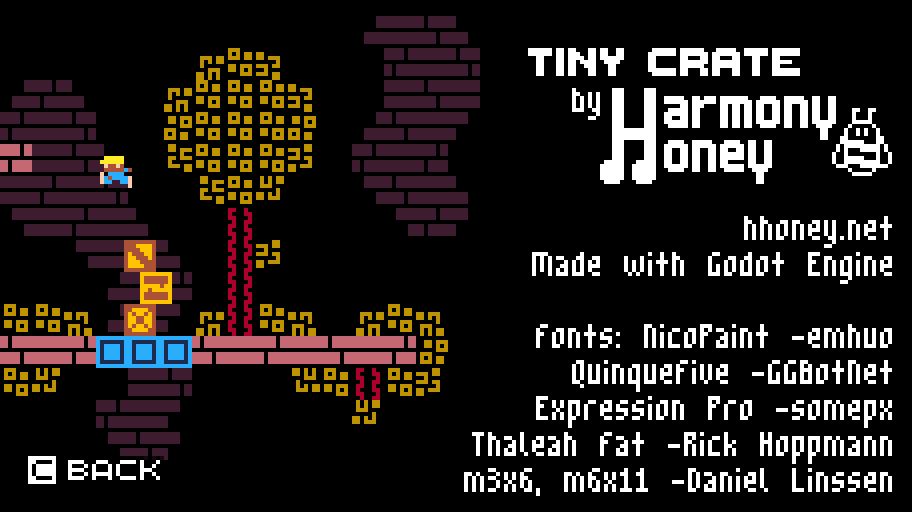 TINY CRATE
by Harmony
Honey
hhoney.net
Made with Godot Engine
Fonts: NicoPaint -emhuo
QuinqueFive -GGBotNet
Expression Pro -somepx
Thaleah Fat -Rick Hoppmann
m3x6, m6x11 -Daniel Linssen
C BACK